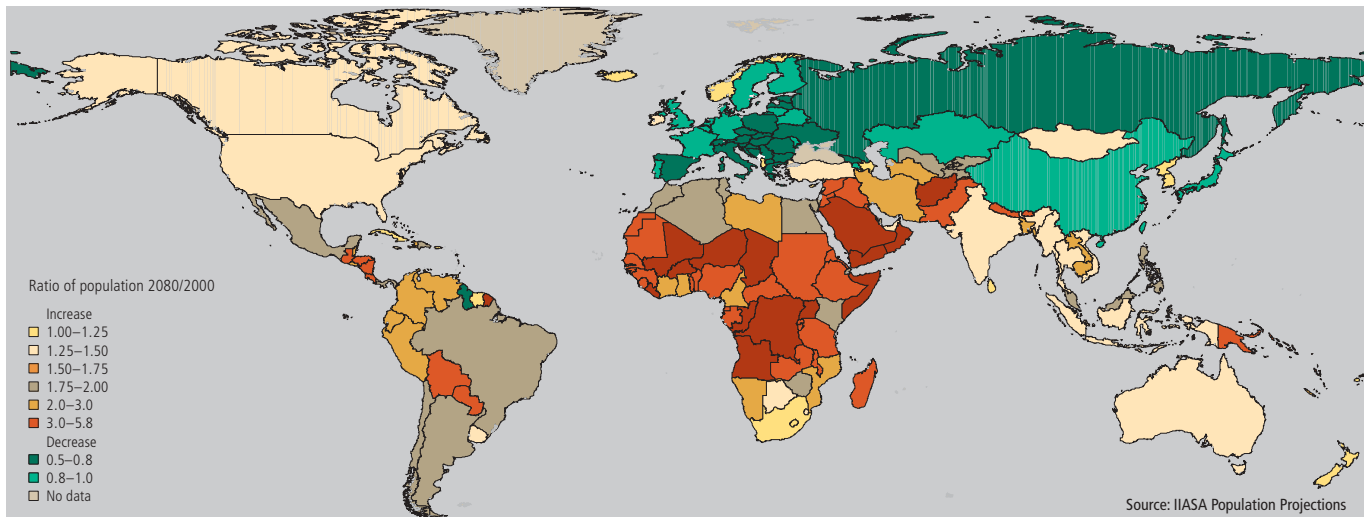 Ratio of population 2080/2000
Increase
1.00–1.25
1.25–1.50
1.50–1.75
1.75–2.00
2.0–3.0
3.0–5.8
Decrease
0.5–0.8
0.8–1.0
No data
Source: IIASA Population Projections